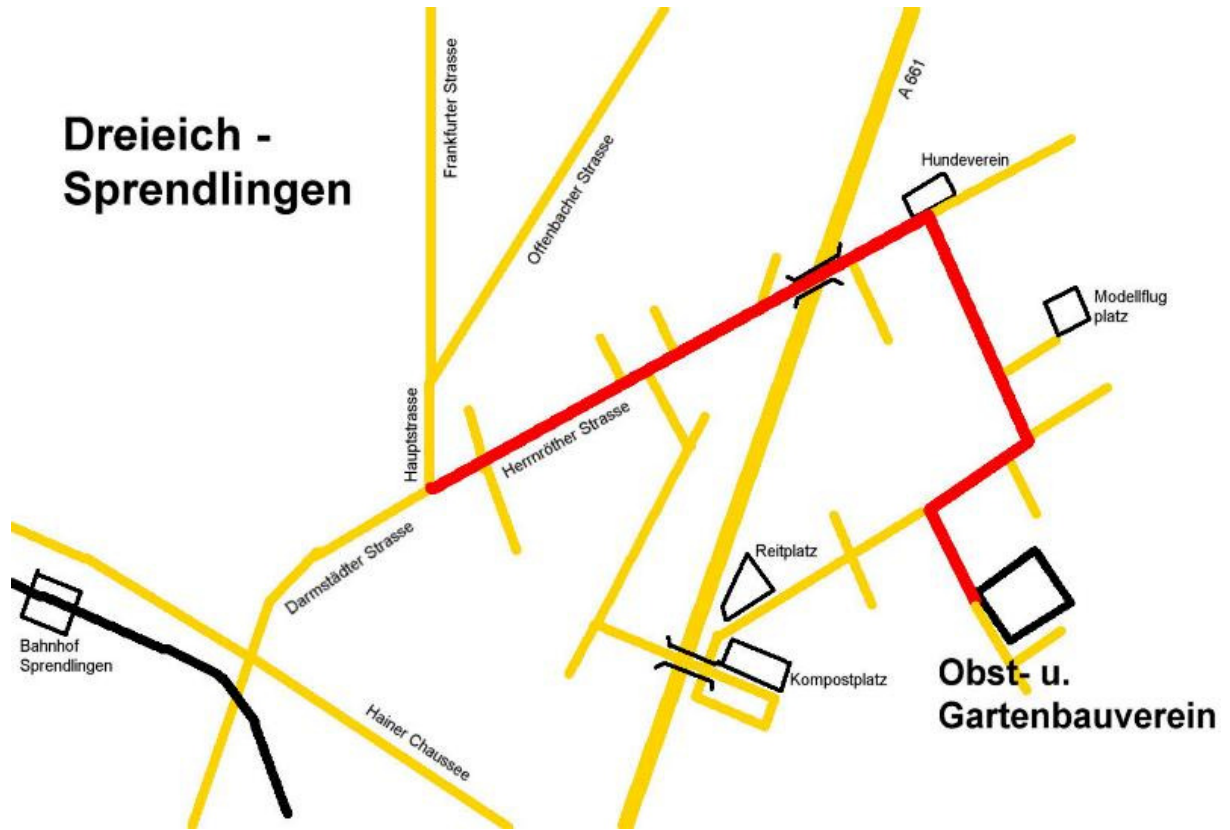 Dreieich -
Sprendlingen
Frankfurter Strasse
Offenbacher Strasse
A 661
Hundeverein
Modellflug
platz
Hauptstrasse
Herrnröther Strasse
Darmstädter Strasse
Reitplatz
Bahnhof
Sprendlingen
Kompostplatz
Hainer Chaussee
Obst- u.
Gartenbauverein